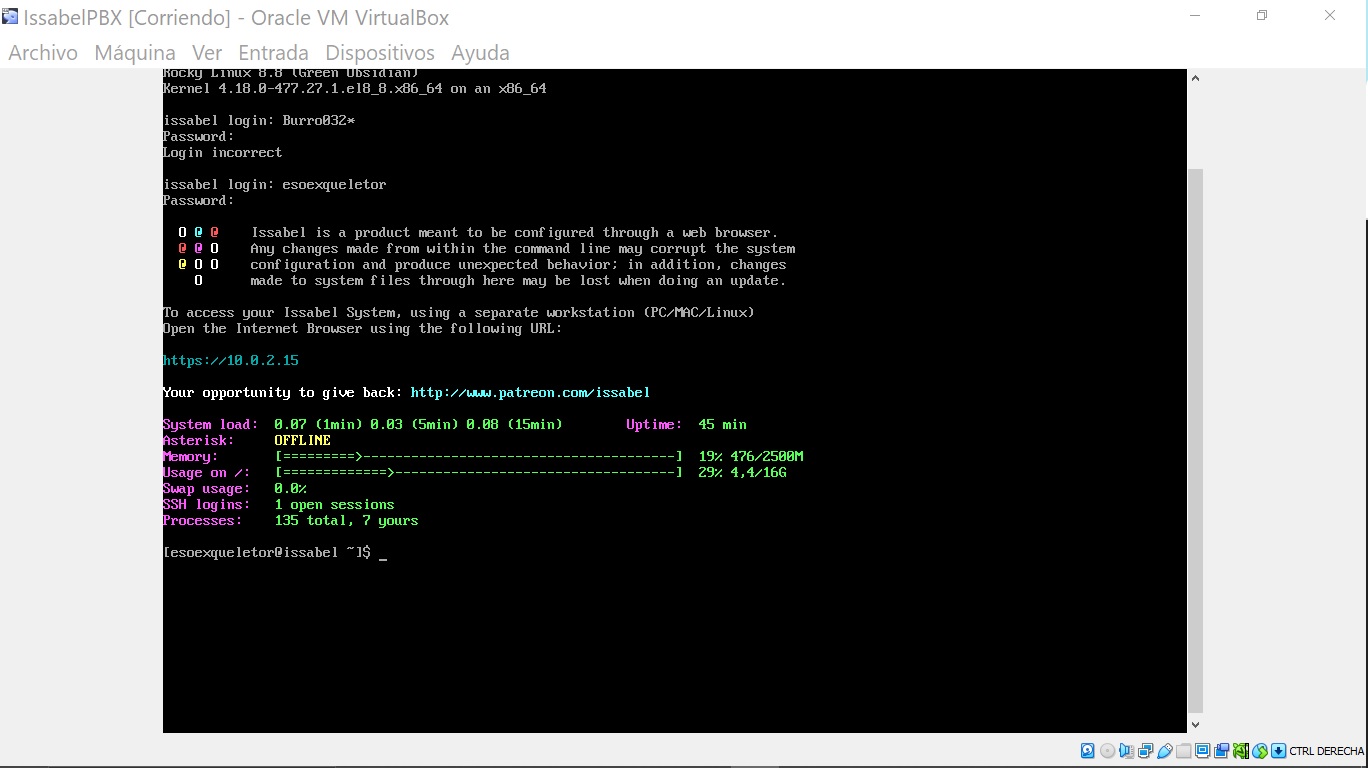 IssabelPBX [Corriendo] - Oracle VM VirtualBox
Archivo Máquina Ver Entrada Dispositivos Ayuda
Rocky Linux 8.8 (Green Obsidian)
Kernel 4.18.0-477.27.1.el8_8.x86_64 on an x86_64
issabel login: Burro032*
Password:
Login incorrect
issabel login: esoexqueletor
Password:
O @ @ Issabel is a product meant to be configured through a web browser.
@ @ O Any changes made from within the command line may corrupt the system
@ O O configuration and produce unexpected behavior; in addition, changes
O made to system files through here may be lost when doing an update.
To access your Issabel System, using a separate workstation (PC/MAC/Linux)
Open the Internet Browser using the following URL:
https://10.0.2.15
Your opportunity to give back: http://www.patreon.com/issabel
System load: 0.07 (1min) 0.03 (5min) 0.08 (15min) Uptime: 45 min
Asterisk: OFFLINE
Memory: [=========>---------------------------------------] 19% 476/2500M
Usage on /: [=============>-----------------------------------] 29% 4,4/16G
Swap usage: 0.0%
SSH logins: 1 open sessions
Processes: 135 total, 7 yours
[esoexqueletor@issabel ~]$ _
CTRL DERECHA